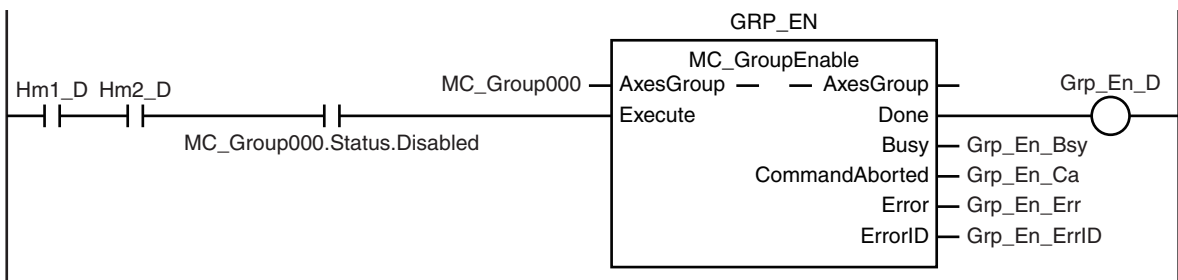 GRP_EN
MC_GroupEnable
MC_Group000 AxesGroup AxesGroup
Hm1_D Hm2_D Grp_En_D
Execute Done
MC_Group000.Status.Disabled
Busy Grp_En_Bsy
CommandAborted Grp_En_Ca
Error Grp_En_Err
ErrorID Grp_En_ErrID